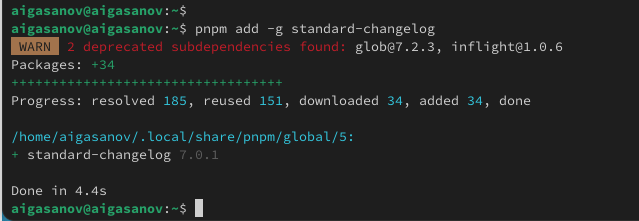 aigasanov@aigasanov:~$
aigasanov@aigasanov:~$ pnpm add -g standard-changelog
WARN 2 deprecated subdependencies found: glob@7.2.3, inflight@1.0.6
Packages: +34
++++++++++++++++++++++++++++++++++
Progress: resolved 185, reused 151, downloaded 34, added 34, done
/home/aigasanov/.local/share/pnpm/global/5:
+ standard-changelog 7.0.1
Done in 4.4s
aigasanov@aigasanov:~$